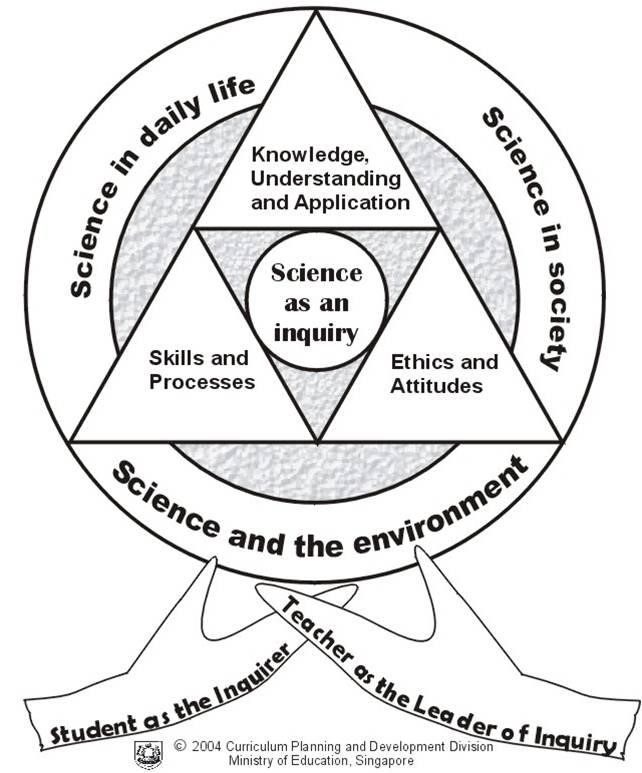 Science in daily life
Science in society
Knowledge,
Understanding
and Application
Science
as an
inquiry
Skills and
Processes
Ethics and
Attitudes
Science and the environment
Student as the Inquirer
Teacher as the Leader of Inquiry
© 2004 Curriculum Planning and Development Division
Ministry of Education, Singapore